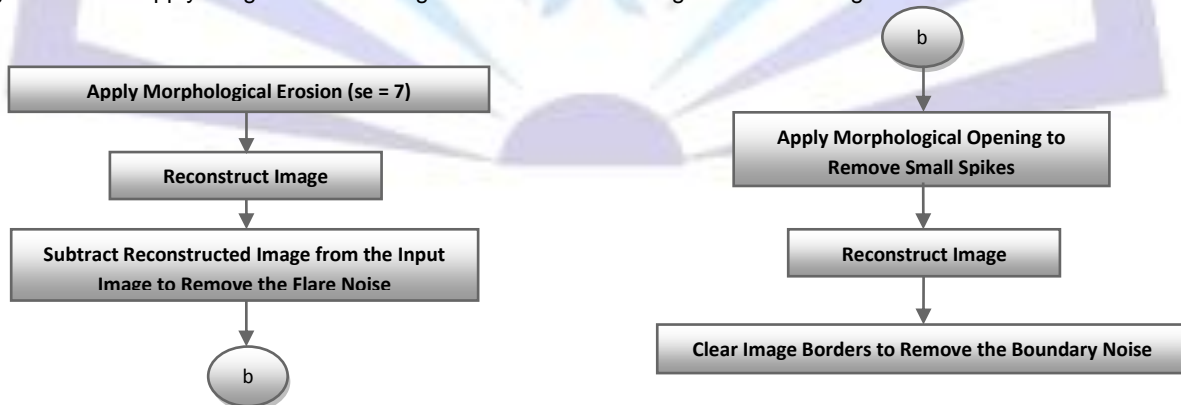 Apply Morphological Erosion (se = 7)
Reconstruct Image
Subtract Reconstructed Image from the Input
Image to Remove the Flare Noise
b
b
Apply Morphological Opening to
Remove Small Spikes
Reconstruct Image
Clear Image Borders to Remove the Boundary Noise